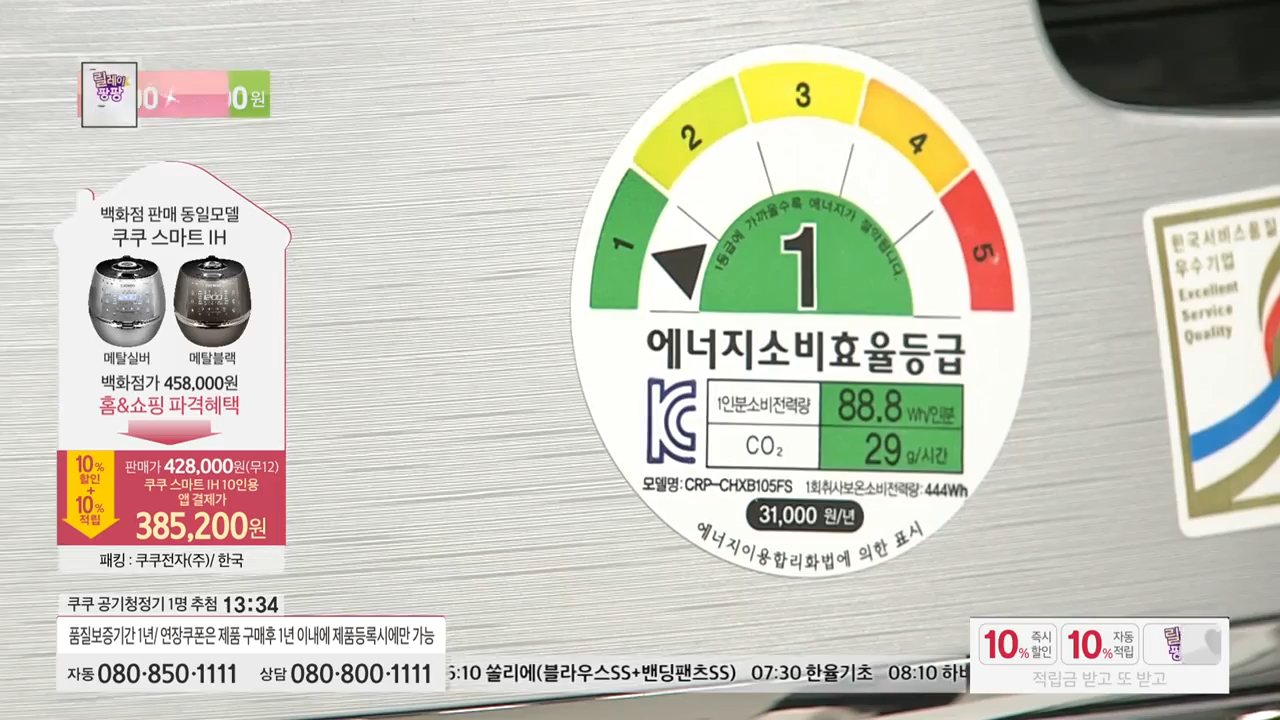 릴레이
팡팡
00원
백화점 판매 동일모델
쿠쿠 스마트 IH
메탈실버 메탈블랙
백화점가 458,000원
홈&쇼핑 파격혜택
10%
할인
+
10%
적립
판매가 428,000원(무12)
쿠쿠 스마트 IH 10인용
앱 결제가
385,200원
패킹 : 쿠쿠전자(주)/ 한국
쿠쿠 공기청정기 1명 추첨 13:34
품질보증기간 1년/ 연장쿠폰은 제품 구매후 1년 이내에 제품등록시에만 가능
자동 080·850·1111 상담 080·800·1111
5:10 쏠리에(블라우스SS+밴딩팬츠SS) 07:30 한율기초 08:10 하바
1 2 3 4 5
1등급에 가까울수록 에너지가 절약됩니다.
1
에너지소비효율등급
KC
1인분소비전력량 88.8 Wh/인분
CO₂ 29 g/시간
모델명: CRP-CHXB105FS 1회취사보온소비전력량: 444Wh
31,000 원/년
에너지이용합리화법에 의한 표시
한국서비스품질
우수기업
Excellent
Service
Quality
10% 즉시할인
10% 자동적립
적립금 받고 또 받고